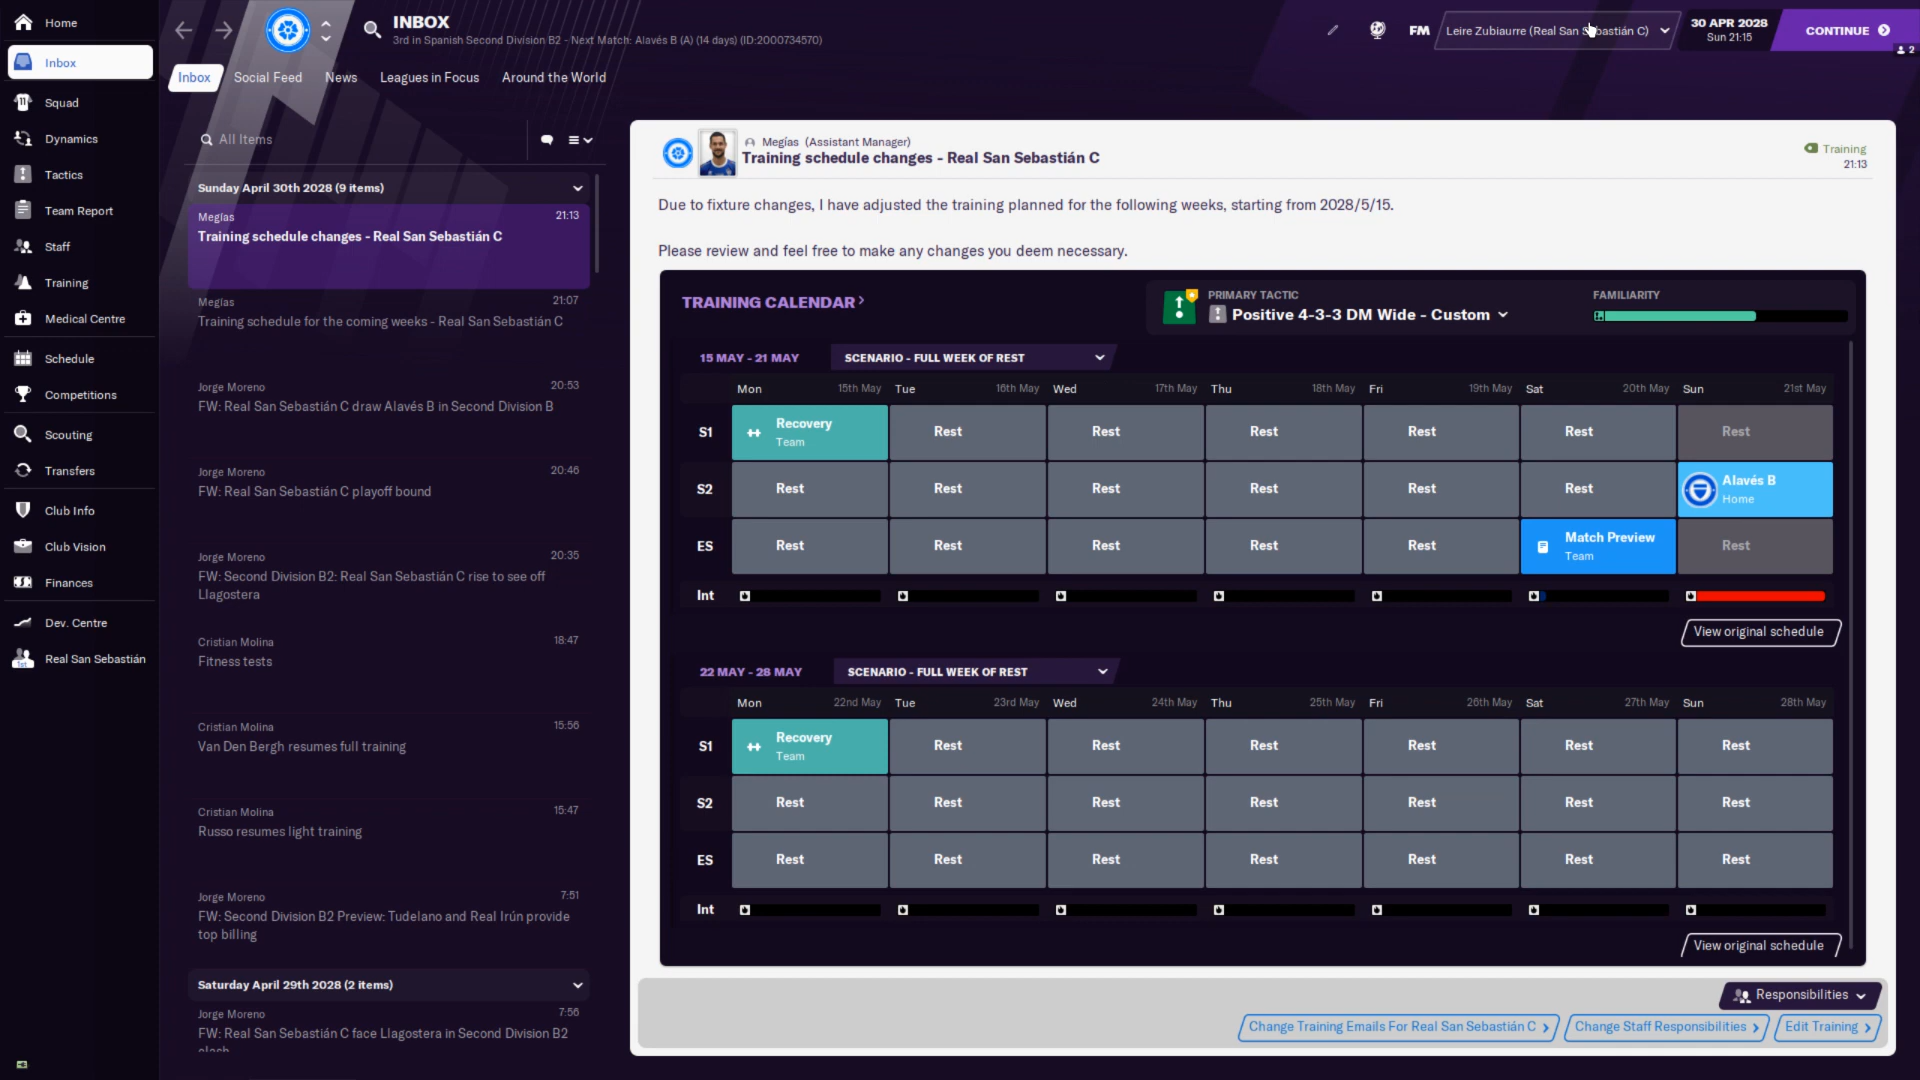 Home
Inbox
Squad
Dynamics
Tactics
Team Report
Staff
Training
Medical Centre
Schedule
Competitions
Scouting
Transfers
Club Info
Club Vision
Finances
Dev. Centre
1st
Real San Sebastián
INBOX
3rd in Spanish Second Division B2 - Next Match: Alavés B (A) (14 days) (ID:2000734570)
FM
Leire Zubiaurre (Real San Sebastián C)
30 APR 2028
Sun 21:15
CONTINUE
2
Inbox
Social Feed
News
Leagues in Focus
Around the World
All Items
Sunday April 30th 2028 (9 items)
Megías
21:13
Training schedule changes - Real San Sebastián C
Megías
21:07
Training schedule for the coming weeks - Real San Sebastián C
Jorge Moreno
20:53
FW: Real San Sebastián C draw Alavés B in Second Division B
Jorge Moreno
20:46
FW: Real San Sebastián C playoff bound
Jorge Moreno
20:35
FW: Second Division B2: Real San Sebastián C rise to see off
Llagostera
Cristian Molina
18:47
Fitness tests
Cristian Molina
15:56
Van Den Bergh resumes full training
Cristian Molina
15:47
Russo resumes light training
Jorge Moreno
7:51
FW: Second Division B2 Preview: Tudelano and Real Irún provide
top billing
Saturday April 29th 2028 (2 items)
Jorge Moreno
7:56
FW: Real San Sebastián C face Llagostera in Second Division B2
clash
Megías (Assistant Manager)
Training schedule changes - Real San Sebastián C
Training
21:13
Due to fixture changes, I have adjusted the training planned for the following weeks, starting from 2028/5/15.
Please review and feel free to make any changes you deem necessary.
TRAINING CALENDAR
PRIMARY TACTIC
Positive 4-3-3 DM Wide - Custom
FAMILIARITY
15 MAY - 21 MAY
SCENARIO - FULL WEEK OF REST
Mon 15th May Tue 16th May Wed 17th May Thu 18th May Fri 19th May Sat 20th May Sun 21st May
S1 Recovery Team Rest Rest Rest Rest Rest Rest
S2 Rest Rest Rest Rest Rest Rest Alavés B Home
ES Rest Rest Rest Rest Rest Match Preview Team Rest
Int
View original schedule
22 MAY - 28 MAY
SCENARIO - FULL WEEK OF REST
Mon 22nd May Tue 23rd May Wed 24th May Thu 25th May Fri 26th May Sat 27th May Sun 28th May
S1 Recovery Team Rest Rest Rest Rest Rest Rest
S2 Rest Rest Rest Rest Rest Rest Rest
ES Rest Rest Rest Rest Rest Rest Rest
Int
View original schedule
Responsibilities
Change Training Emails For Real San Sebastián C
Change Staff Responsibilities
Edit Training